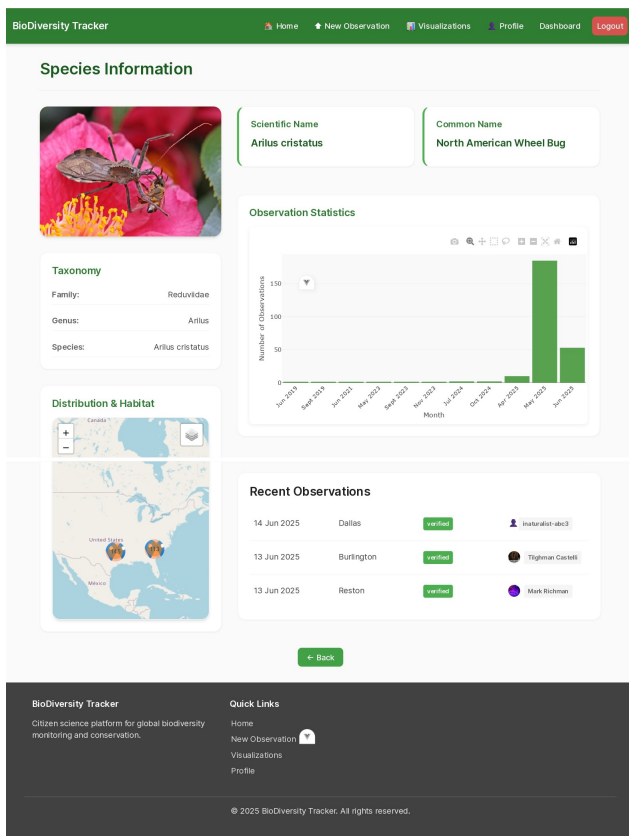 BioDiversity Tracker
Home
New Observation
Visualizations
Profile
Dashboard
Logout
Species Information
Scientific Name
Arilus cristatus
Common Name
North American Wheel Bug
Observation Statistics
Number of Observations
150
100
50
0
Jun 2019
Sept 2019
Jun 2021
May 2023
Sept 2023
Nov 2023
Jul 2024
Oct 2024
Apr 2025
May 2025
Jun 2025
Month
Taxonomy
Family: Reduviidae
Genus: Arilus
Species: Arilus cristatus
Distribution & Habitat
+
−
Canada
United States
México
Recent Observations
14 Jun 2025 Dallas verified inaturalist-abc3
13 Jun 2025 Burlington verified Tilghman Castelli
13 Jun 2025 Reston verified Mark Richman
← Back
BioDiversity Tracker
Citizen science platform for global biodiversity
monitoring and conservation.
Quick Links
Home
New Observation
Visualizations
Profile
© 2025 BioDiversity Tracker. All rights reserved.